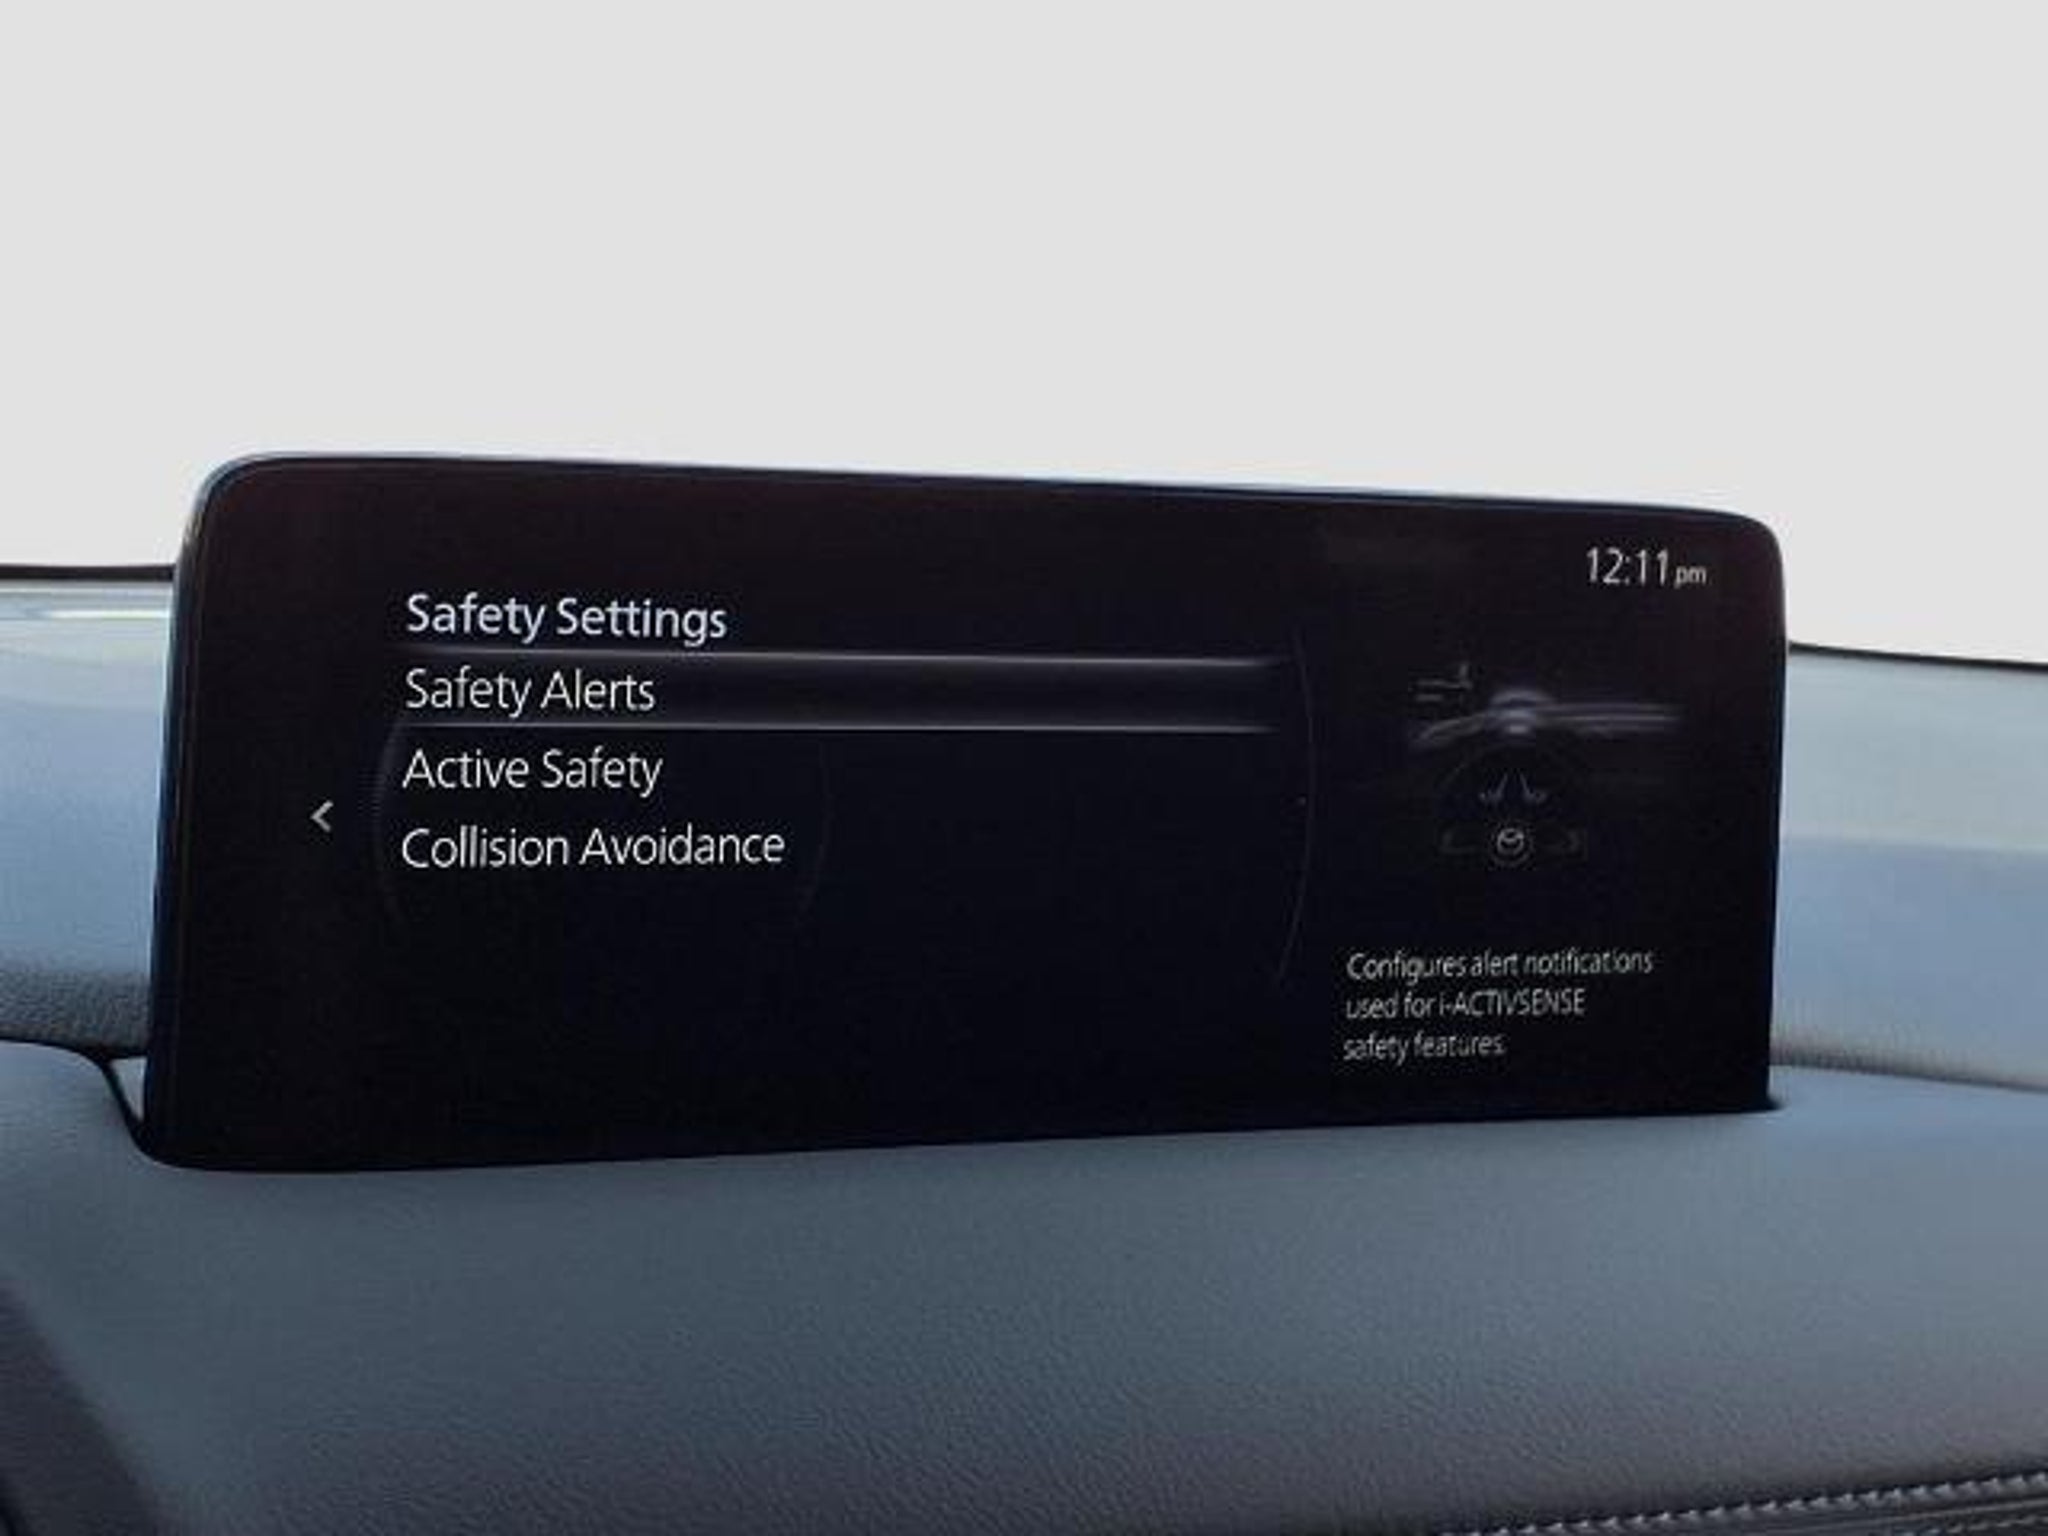 12:11 pm
Safety Settings
Safety Alerts
Active Safety
Collision Avoidance
Configures alert notifications
used for i-ACTIVSENSE
safety features.